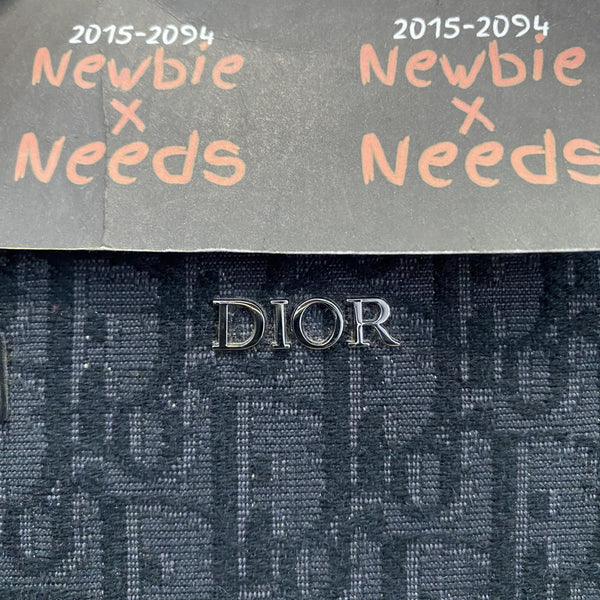 2015-2094 2015-2094
Newbie Newbie
x x
Needs Needs
DIOR